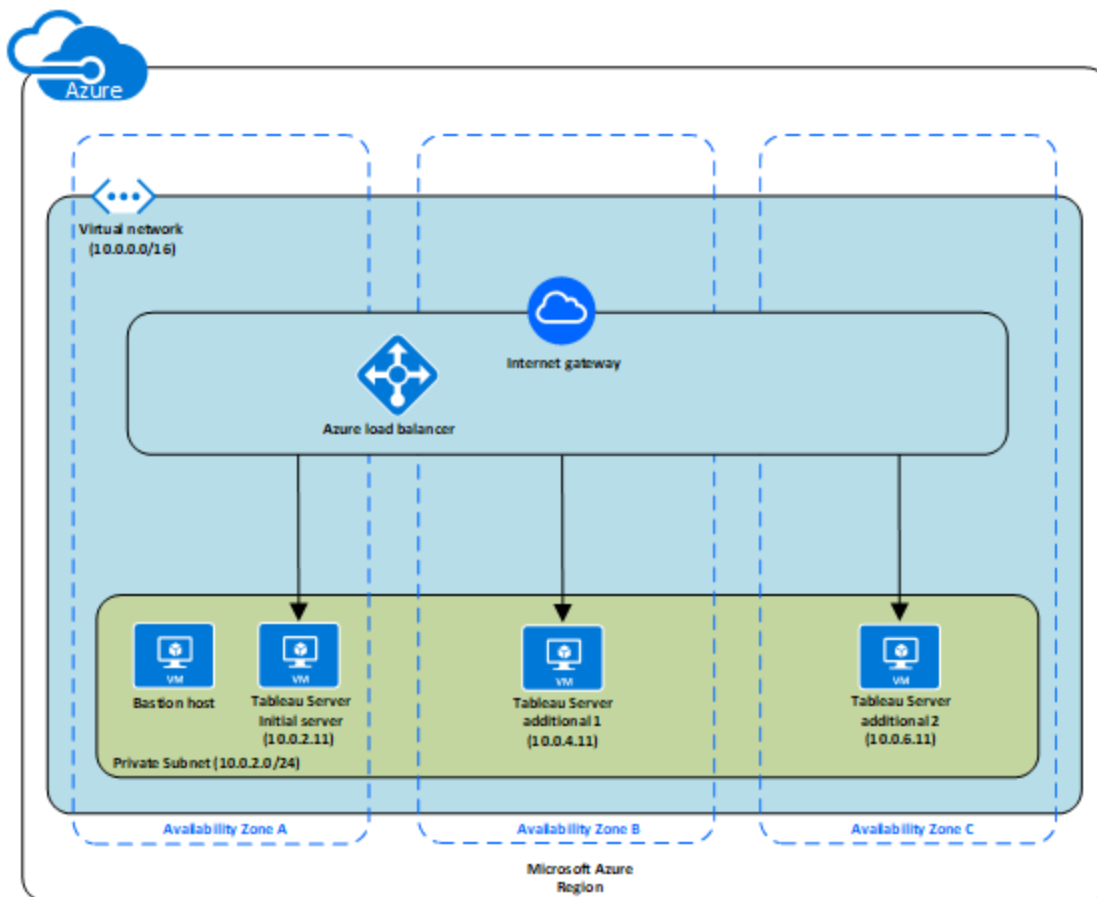 Azure
Virtual network
(10.0.0.0/16)
Internet gateway
Azure load balancer
VM
Bastion host
VM
Tableau Server
Initial server
(10.0.2.11)
VM
Tableau Server
additional 1
(10.0.4.11)
VM
Tableau Server
additional 2
(10.0.6.11)
Private Subnet (10.0.2.0/24)
Availability Zone A
Availability Zone B
Availability Zone C
Microsoft Azure
Region